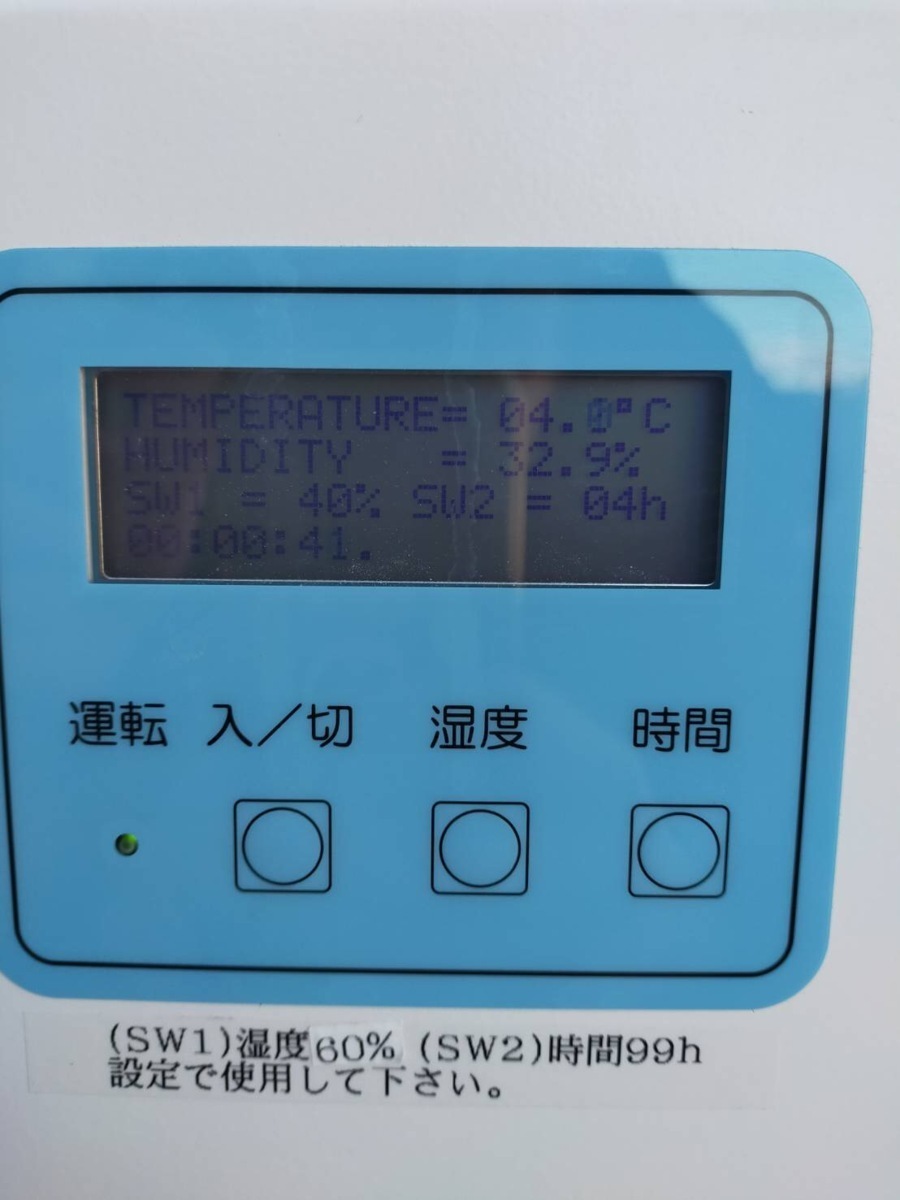 TEMPERATURE= 04.0°C
HUMIDITY = 32.9%
SW1 = 40% SW2 = 04h
00:00:41.
運転 入/切 湿度 時間
(SW1)湿度60% (SW2)時間99h
設定で使用して下さい。